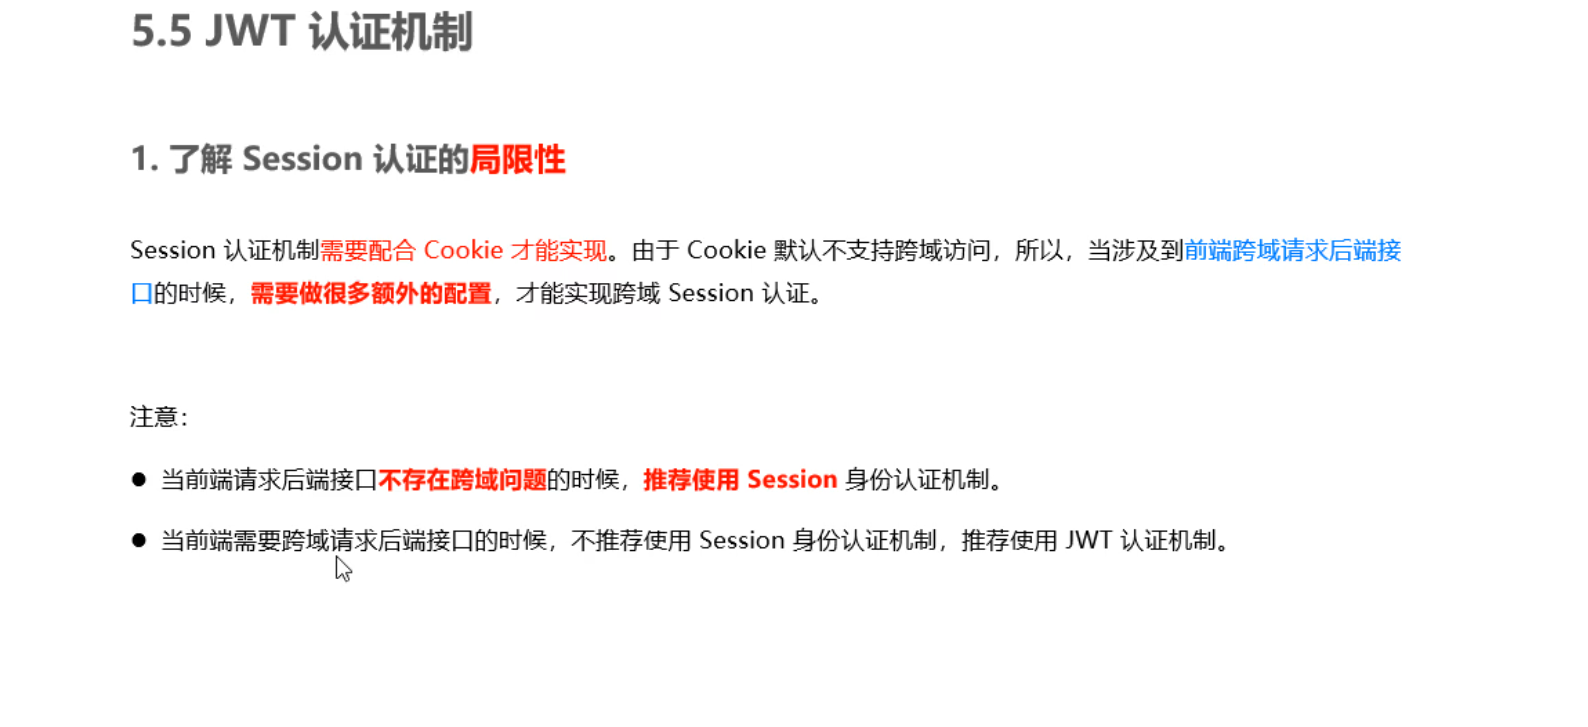 5.5 JWT 认证机制
1. 了解 Session 认证的局限性
Session 认证机制需要配合 Cookie 才能实现。由于 Cookie 默认不支持跨域访问，所以，当涉及到前端跨域请求后端接
口的时候，需要做很多额外的配置，才能实现跨域 Session 认证。
注意：
● 当前端请求后端接口不存在跨域问题的时候，推荐使用 Session 身份认证机制。
● 当前端需要跨域请求后端接口的时候，不推荐使用 Session 身份认证机制，推荐使用 JWT 认证机制。